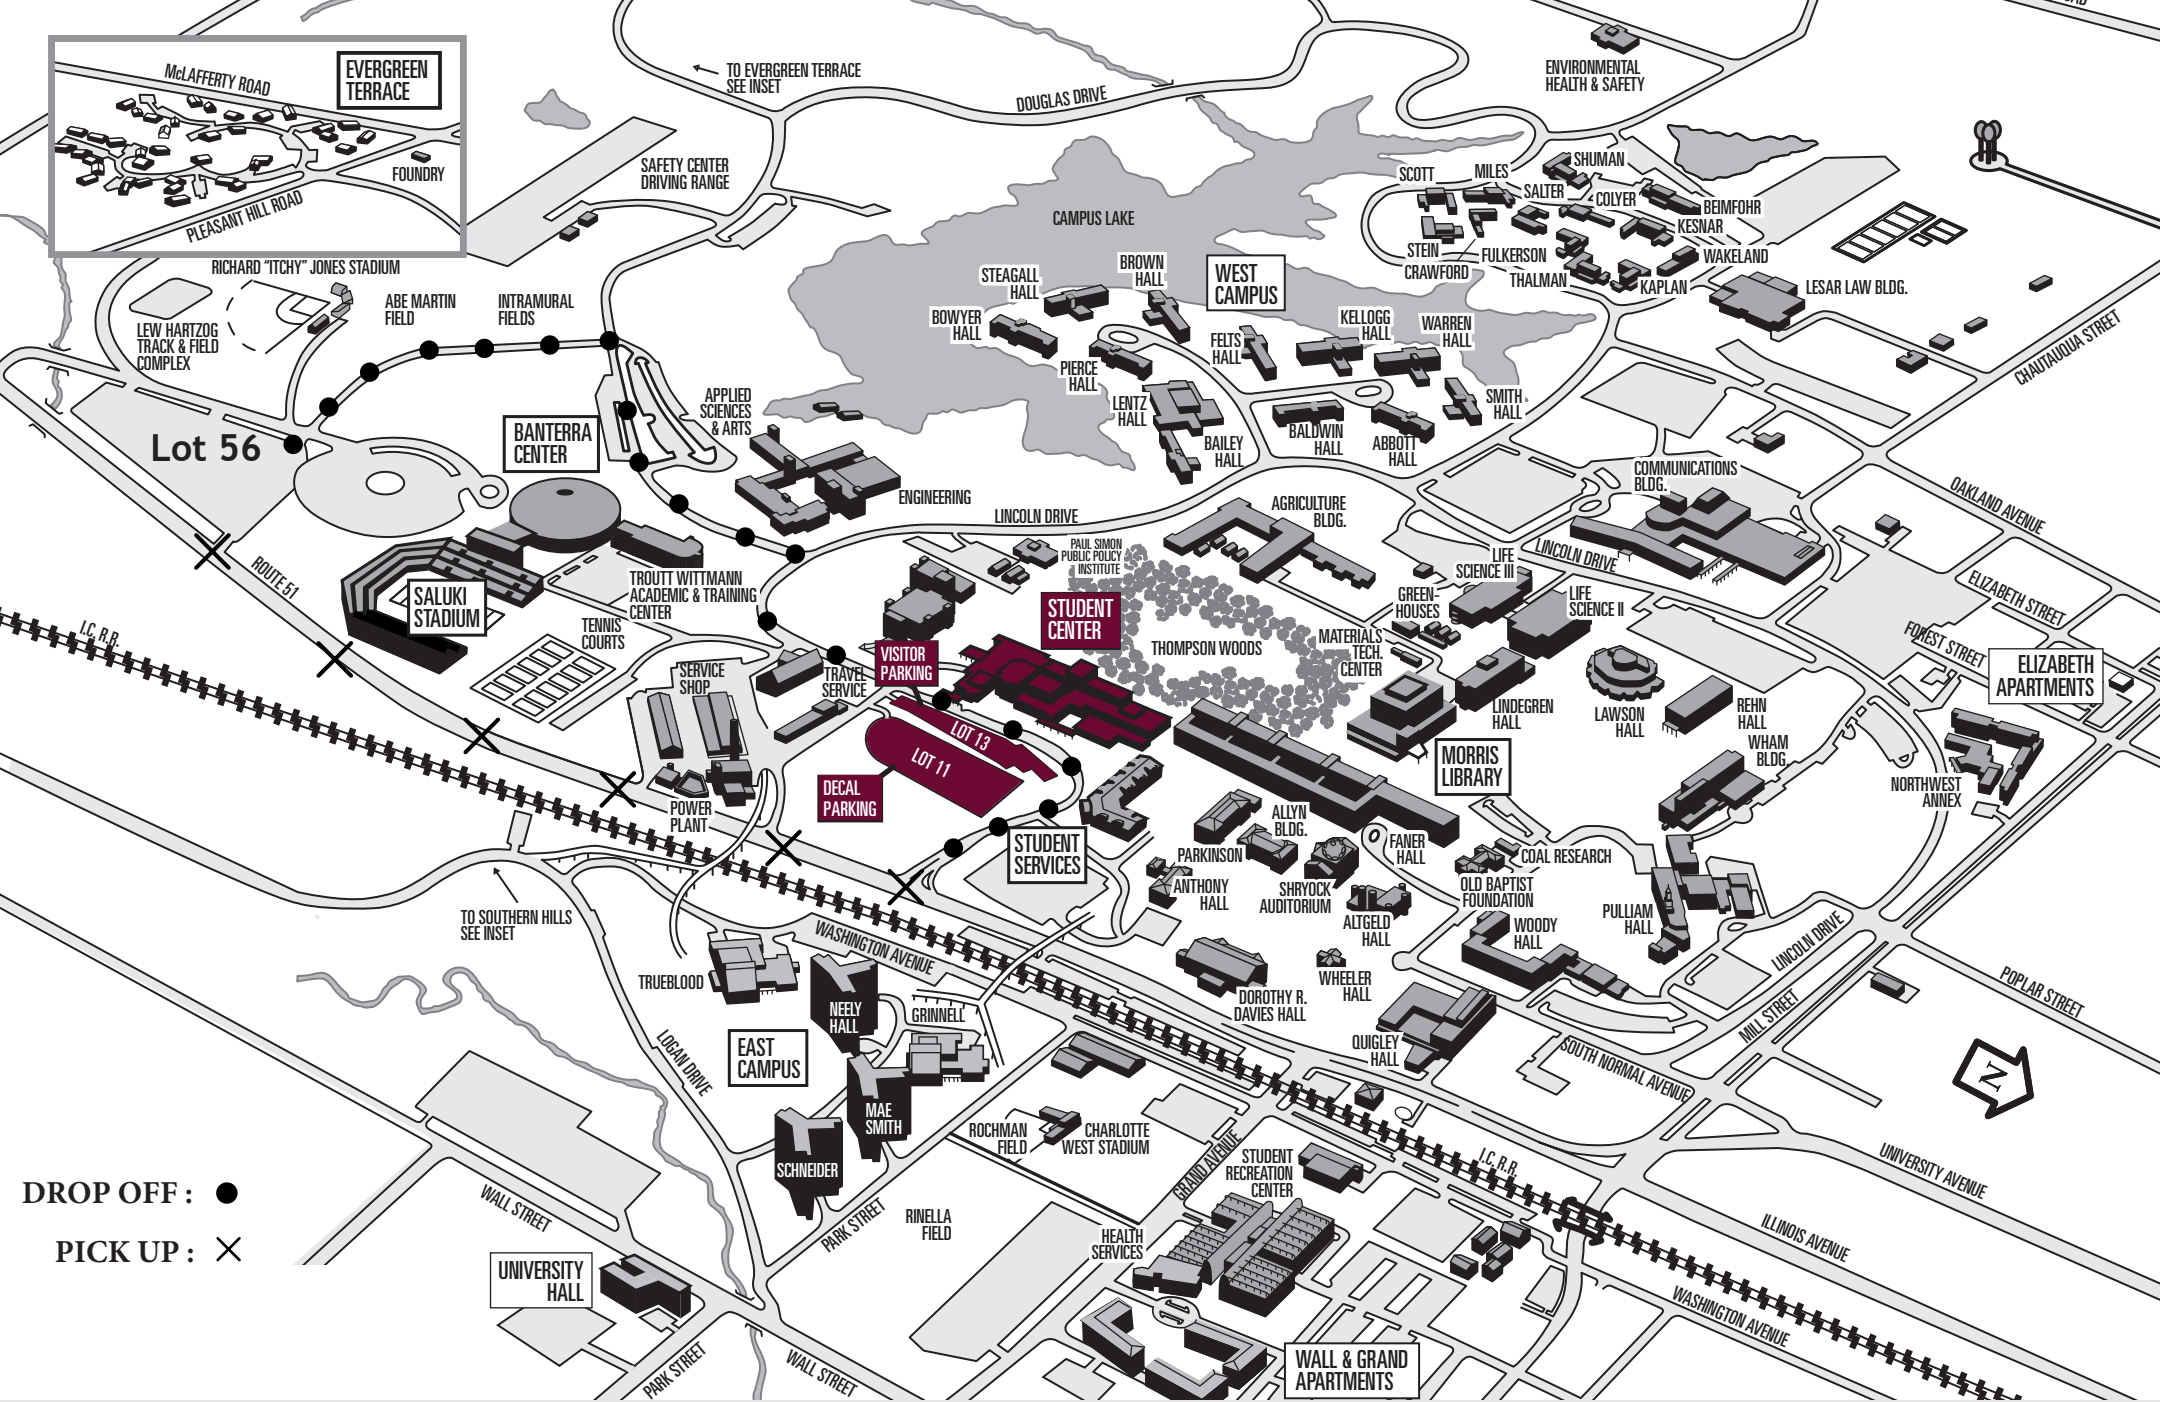 McLAFFERTY ROAD
EVERGREEN
TERRACE
FOUNDRY
PLEASANT HILL ROAD
TO EVERGREEN TERRACE
SEE INSET
DOUGLAS DRIVE
ENVIRONMENTAL
HEALTH & SAFETY
SAFETY CENTER
DRIVING RANGE
CAMPUS LAKE
SCOTT
MILES
SHUMAN
SALTER
COLYER
BEIMFOHR
KESNAR
STEIN
CRAWFORD
FULKERSON
WAKELAND
THALMAN
KAPLAN
LESAR LAW BLDG.
CHAUTAUQUA STREET
RICHARD "ITCHY" JONES STADIUM
ABE MARTIN
FIELD
INTRAMURAL
FIELDS
LEW HARTZOG
TRACK & FIELD
COMPLEX
STEAGALL
HALL
BROWN
HALL
WEST
CAMPUS
BOWYER
HALL
FELTS
HALL
KELLOGG
HALL
WARREN
HALL
PIERCE
HALL
LENTZ
HALL
SMITH
HALL
BAILEY
HALL
BALDWIN
HALL
ABBOTT
HALL
APPLIED
SCIENCES
& ARTS
BANTERRA
CENTER
Lot 56
ENGINEERING
LINCOLN DRIVE
AGRICULTURE
BLDG.
COMMUNICATIONS
BLDG.
OAKLAND AVENUE
PAUL SIMON
PUBLIC POLICY
INSTITUTE
LIFE
SCIENCE III
LINCOLN DRIVE
ELIZABETH STREET
ROUTE 51
SALUKI
STADIUM
TROUTT WITTMANN
ACADEMIC & TRAINING
CENTER
TENNIS
COURTS
STUDENT
CENTER
THOMPSON WOODS
GREEN-
HOUSES
LIFE
SCIENCE II
FOREST STREET
ELIZABETH
APARTMENTS
I.C. R.R.
MATERIALS
TECH.
CENTER
VISITOR
PARKING
SERVICE
SHOP
TRAVEL
SERVICE
LINDEGREN
HALL
LAWSON
HALL
REHN
HALL
WHAM
BLDG.
LOT 13
LOT 11
MORRIS
LIBRARY
NORTHWEST
ANNEX
DECAL
PARKING
POWER
PLANT
STUDENT
SERVICES
PARKINSON
ALLYN
BLDG.
FANER
HALL
COAL RESEARCH
ANTHONY
HALL
SHRYOCK
AUDITORIUM
OLD BAPTIST
FOUNDATION
ALTGELD
HALL
WOODY
HALL
PULLIAM
HALL
LINCOLN DRIVE
TO SOUTHERN HILLS
SEE INSET
WASHINGTON AVENUE
TRUEBLOOD
NEELY
HALL
GRINNELL
DOROTHY R.
DAVIES HALL
WHEELER
HALL
POPLAR STREET
MILL STREET
EAST
CAMPUS
LOGAN DRIVE
QUIGLEY
HALL
SOUTH NORMAL AVENUE
N
MAE
SMITH
SCHNEIDER
ROCHMAN
FIELD
CHARLOTTE
WEST STADIUM
GRAND AVENUE
STUDENT
RECREATION
CENTER
I.C. R.R.
UNIVERSITY AVENUE
DROP OFF :
PICK UP :
WALL STREET
PARK STREET
RINELLA
FIELD
HEALTH
SERVICES
ILLINOIS AVENUE
UNIVERSITY
HALL
WASHINGTON AVENUE
PARK STREET
WALL STREET
WALL & GRAND
APARTMENTS